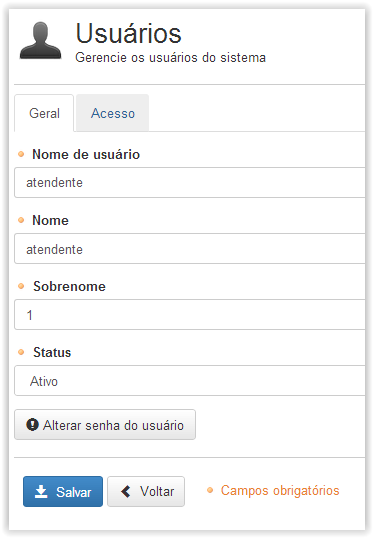 Usuários
Gerencie os usuários do sistema
Geral Acesso
Nome de usuário
atendente
Nome
atendente
Sobrenome
1
Status
Ativo
Alterar senha do usuário
Salvar Voltar Campos obrigatórios